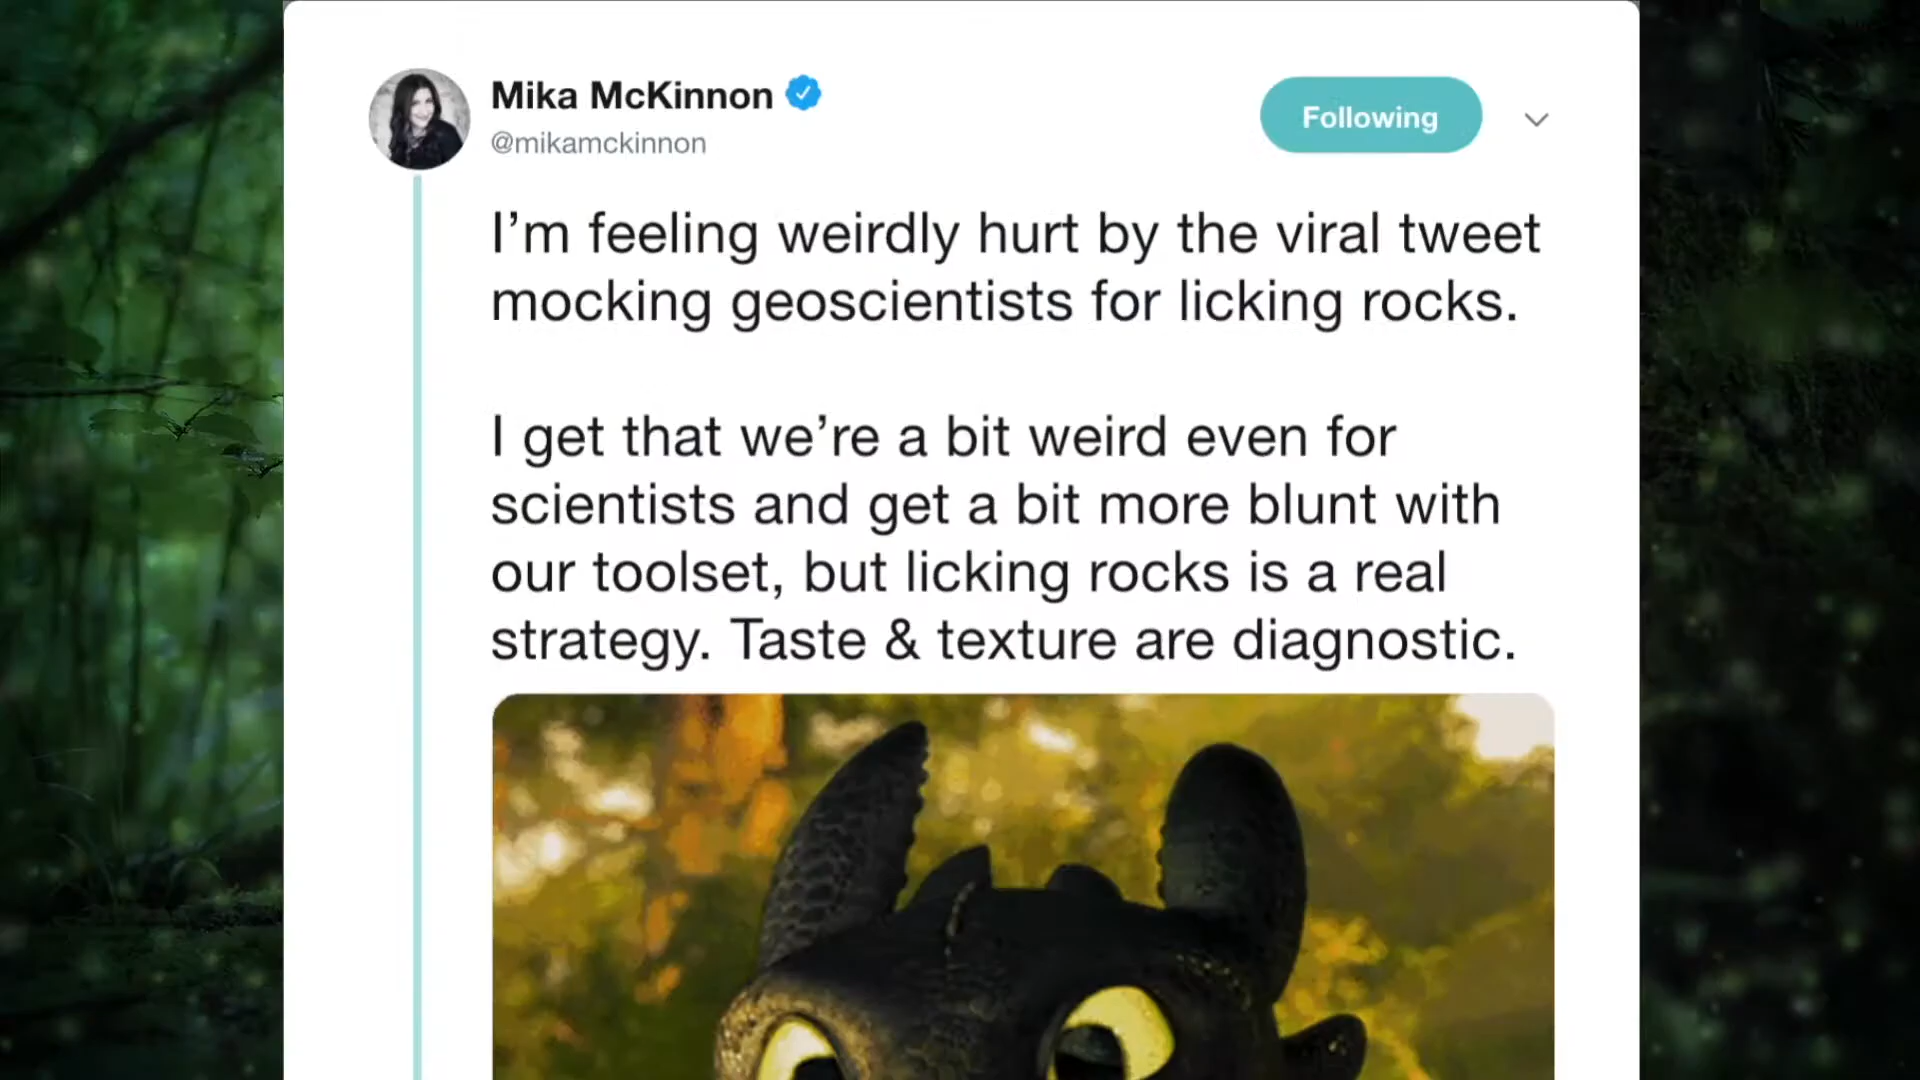 Mika McKinnon
@mikamckinnon
Following
I’m feeling weirdly hurt by the viral tweet
mocking geoscientists for licking rocks.
I get that we’re a bit weird even for
scientists and get a bit more blunt with
our toolset, but licking rocks is a real
strategy. Taste & texture are diagnostic.